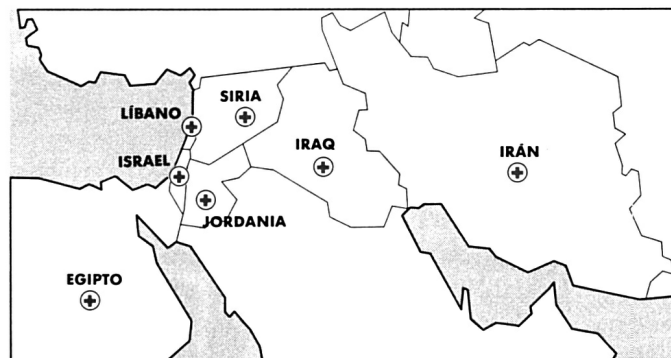 SIRIA
LÍBANO
IRAQ
IRÁN
ISRAEL
JORDANIA
EGIPTO